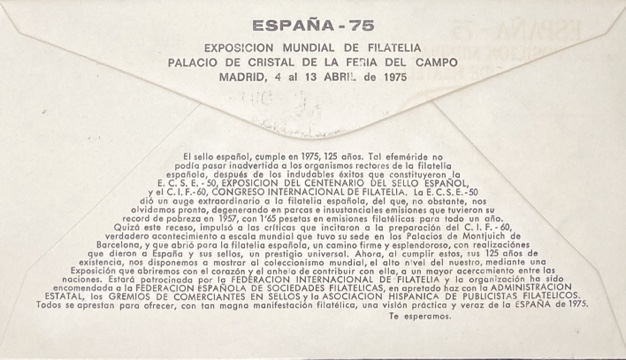 ESPAÑA - 75
EXPOSICION MUNDIAL DE FILATELIA
PALACIO DE CRISTAL DE LA FERIA DEL CAMPO
MADRID, 4 al 13 ABRIL de 1975
El sello español, cumple en 1975, 125 años. Tal efeméride no
podía pasar inadvertida a los organismos rectores de la filatelia
española, después de los indudables éxitos que constituyeron la
E. C. S. E. - 50, EXPOSICION DEL CENTENARIO DEL SELLO ESPAÑOL,
y el C. I. F.-60, CONGRESO INTERNACIONAL DE FILATELIA. La E. C. S. E.-50
dió un auge extraordinario a la filatelia española, del que, no obstante, nos
olvidamos pronto, degenerando en parcas e insustanciales emisiones que tuvieron su
record de pobreza en 1957, con 1'65 pesetas en emisiones filatélicas para todo un año.
Quizó este receso, impulsó a las críticas que incitaron a la preparación del C. I. F. - 60,
verdadero acontecimiento a escala mundial que tuvo su sede en los Palacios de Montjuich de
Barcelona, y que abrió para la filatelia española, un camino firme y esplendoroso, con realizaciónes
que dieron a España y sus sellos, un prestigio universal. Ahora, al cumplir estos, sus 125 años de
existencia, nos disponemos a mostrar al coleccionismo mundial, el alto nivel del nuestro, mediante una
Exposición que abriremos con el corazón y el anhelo de contribuir con ella, a un mayor acercamiento entre las
naciones. Estará patrocinada por la FEDERACION INTERNACIONAL DE FILATELIA y la organización ha sido
encomendada a la FEDERACION ESPAÑOLA DE SOCIEDADES FILATELICAS, en apretado haz con la ADMINISTRACION
ESTATAL, los GREMIOS DE COMERCIANTES EN SELLOS y la ASOCIACION HISPANICA DE PUBLICISTAS FILATELICOS.
Todos se aprestan para ofrecer, con tan magna manifestación filatélica, una visión práctica y veraz de la ESPAÑA de 1975.
Te esperamos.